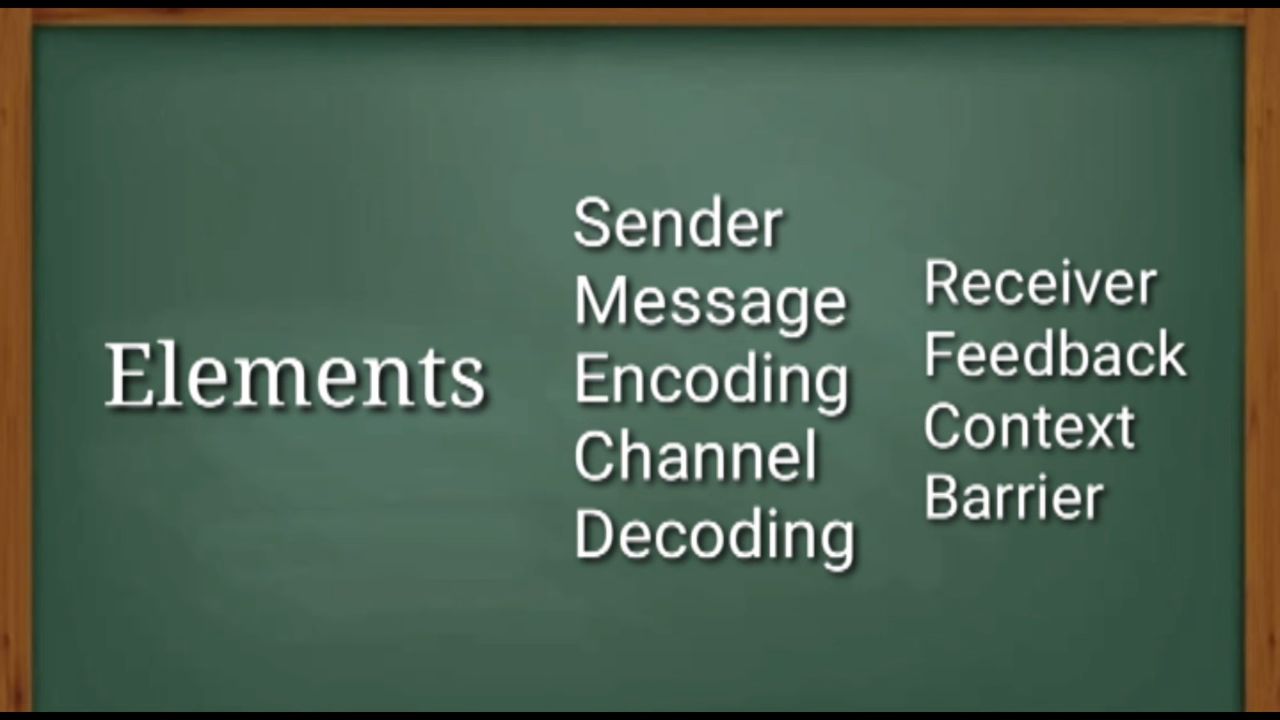 Elements
Sender
Message
Encoding
Channel
Decoding
Receiver
Feedback
Context
Barrier